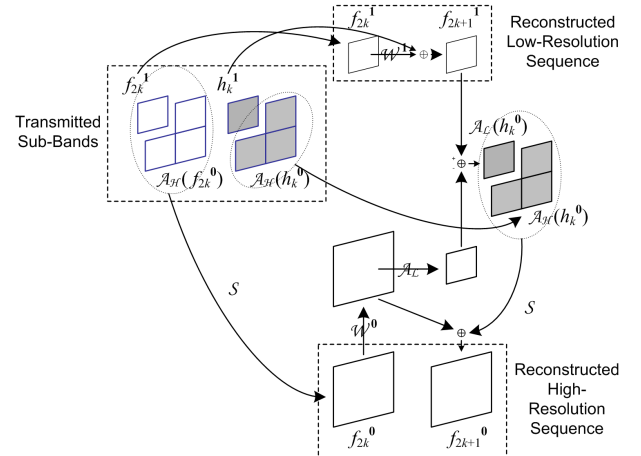 f₂ₖ¹
f₂ₖ₊₁¹
𝒲¹
⊕
Reconstructed
Low-Resolution
Sequence
f₂ₖ¹
hₖ¹
Transmitted
Sub-Bands
𝒜ℋ(f₂ₖ⁰)
𝒜ℋ(hₖ⁰)
𝒜ℒ(hₖ⁰)
⊕
𝒜ℋ(hₖ⁰)
𝒜ℒ
𝒮
𝒮
𝒲⁰
⊕
f₂ₖ⁰
f₂ₖ₊₁⁰
Reconstructed
High-
Resolution
Sequence